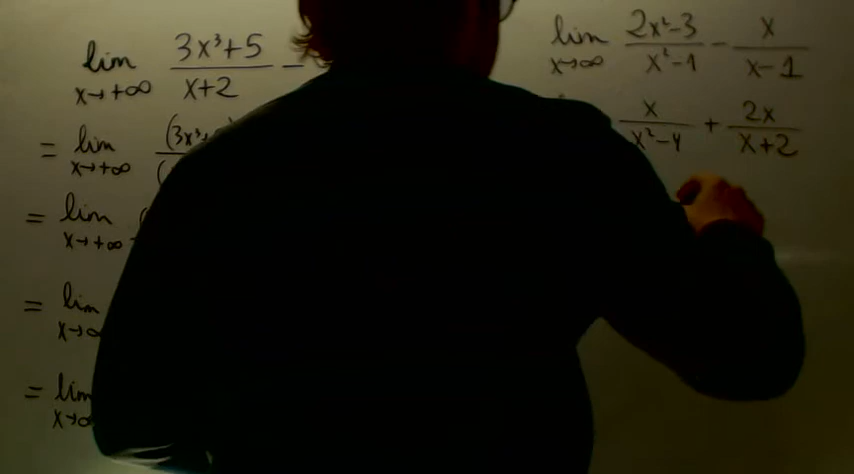 lim x→+∞ (3x³+5)/(x+2) −
= lim x→+∞ (3x³
= lim x→+∞ (
= lim x→∞
= lim x→∞
lim x→∞ (2x²−3)/(x²−1) − x/(x−1)
x/(x²−4) + 2x/(x+2)